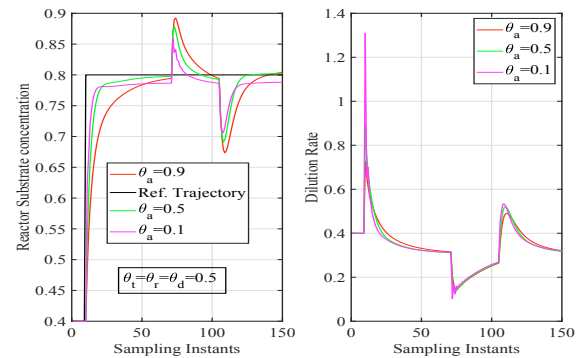 0.9
0.85
0.8
0.75
0.7
0.65
0.6
0.55
0.5
0.45
0.4
0
50
100
150
Reactor Substrate concentration
Sampling Instants
θa=0.9
Ref. Trajectory
θa=0.5
θa=0.1
θt=θr=θd=0.5
1.4
1.2
1
0.8
0.6
0.4
0.2
0
0
50
100
150
Dilution Rate
Sampling Instants
θa=0.9
θa=0.5
θa=0.1